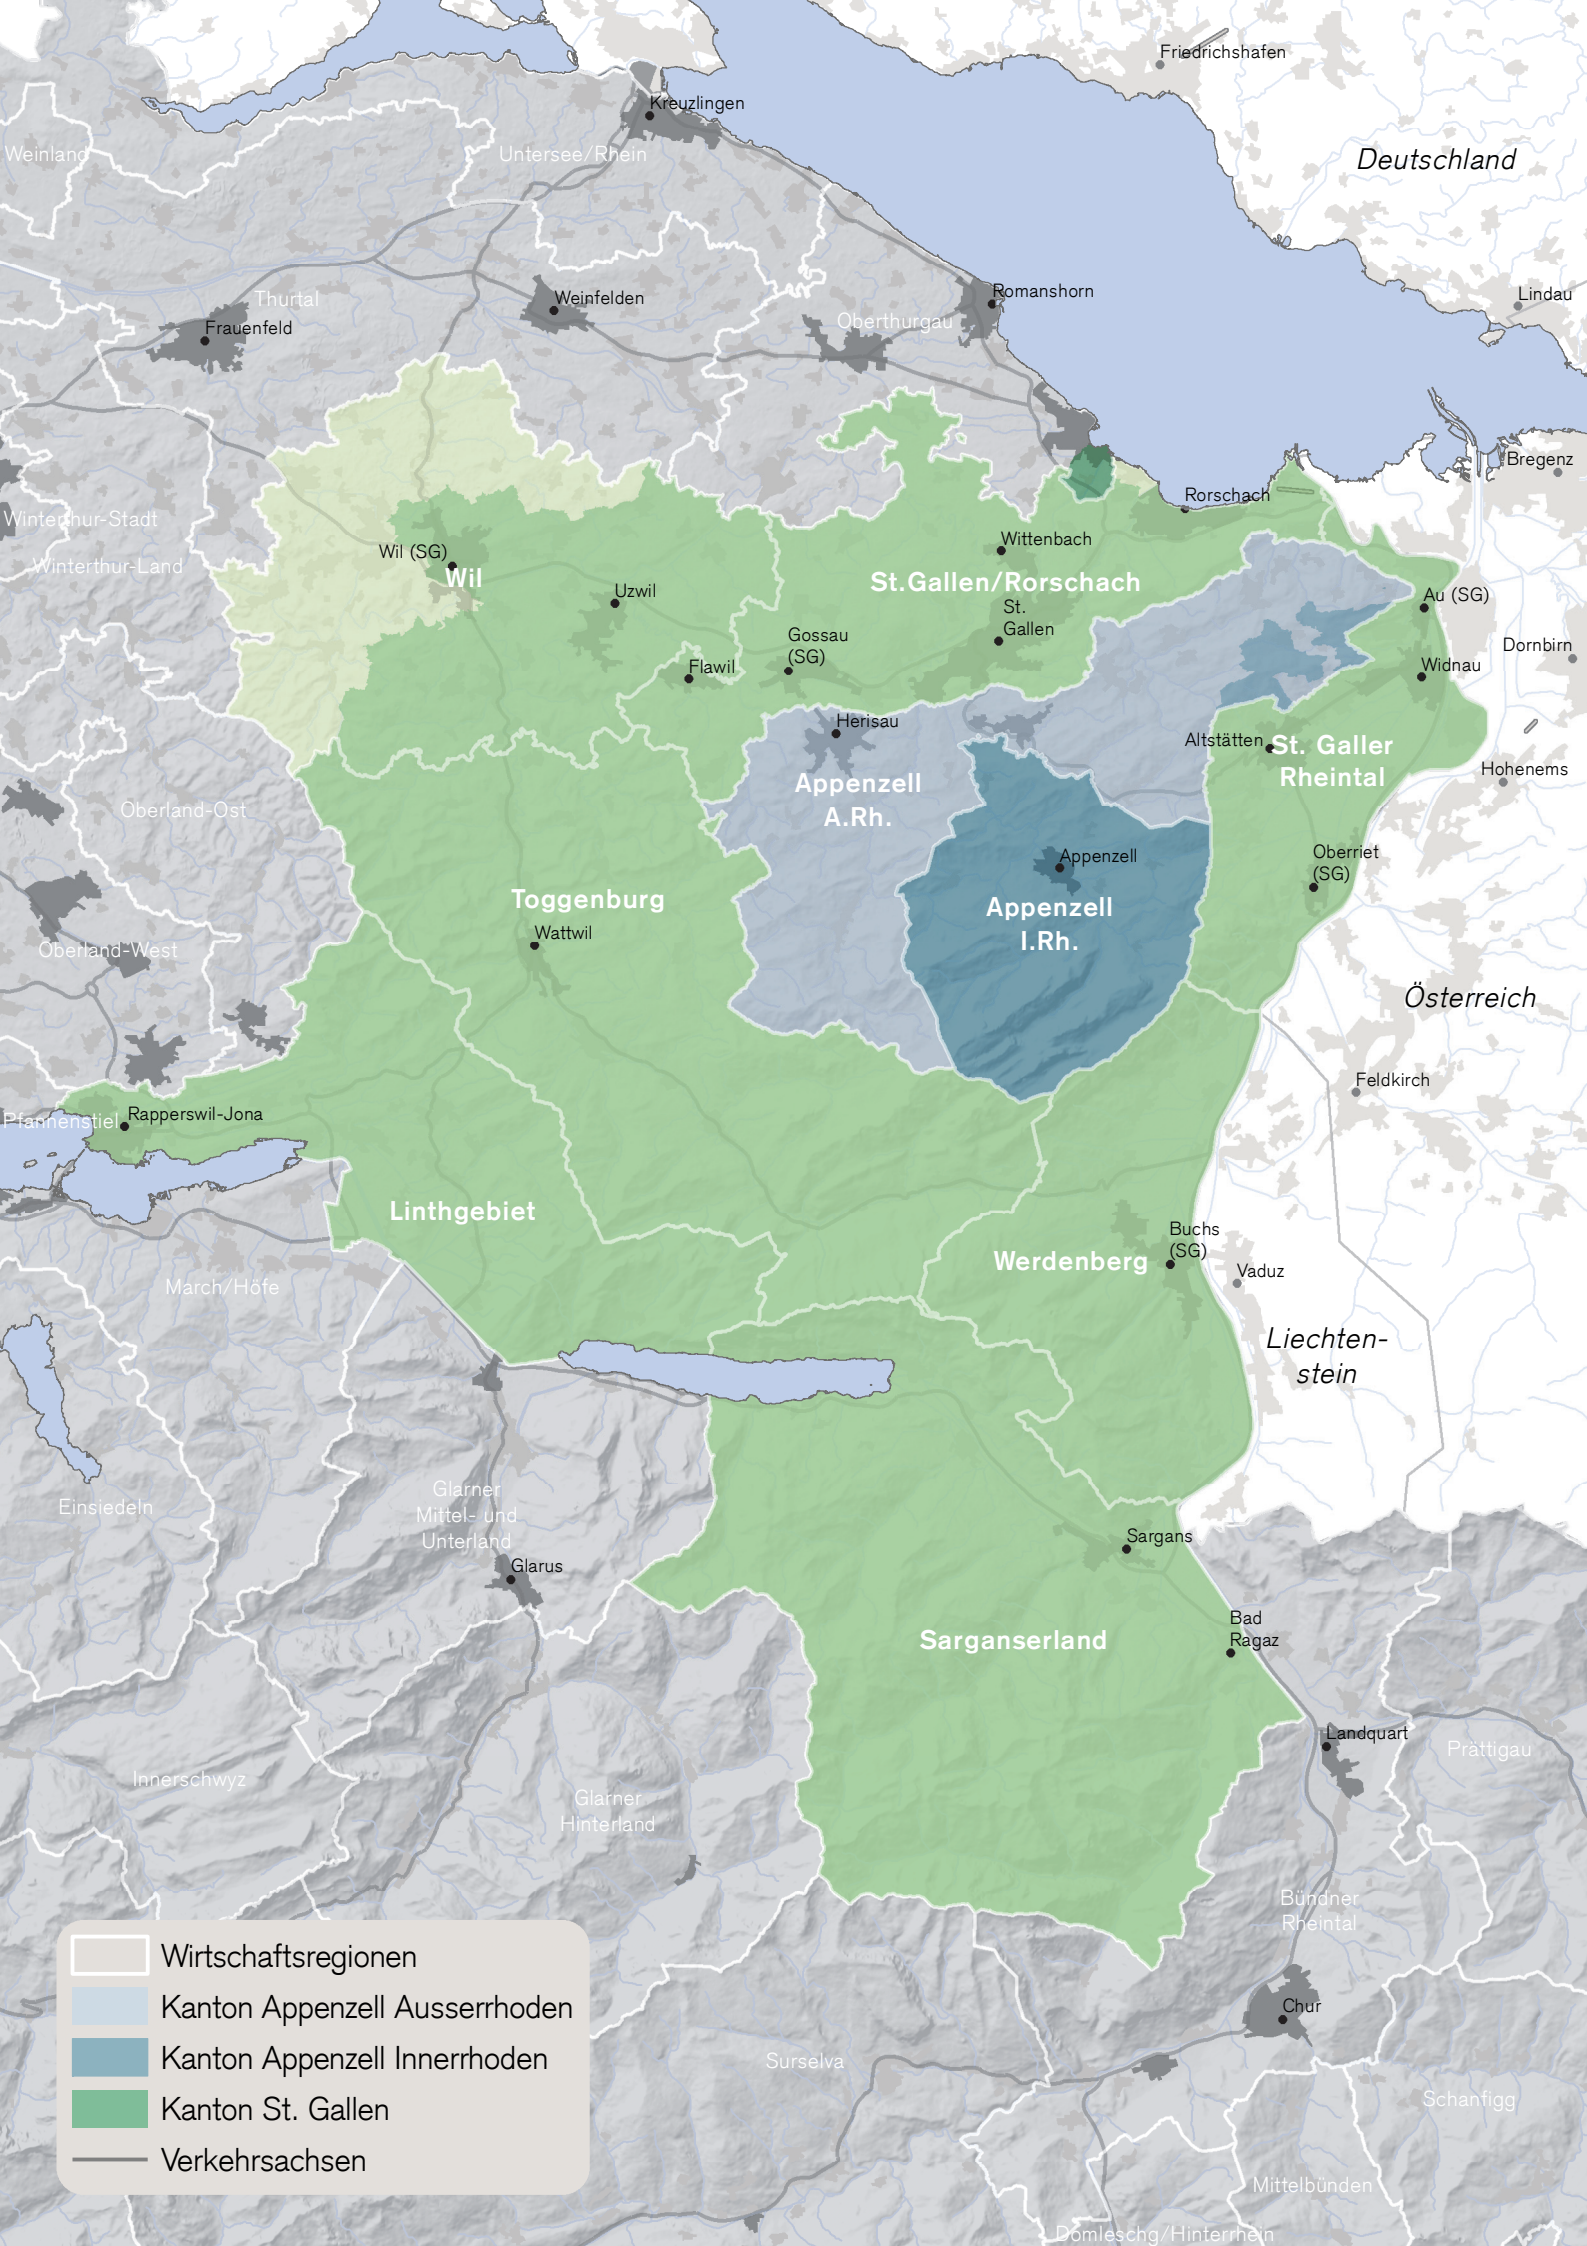 Friedrichshafen
Kreuzlingen
Weinland
Untersee/Rhein
Deutschland
Thurtal
Weinfelden
Romanshorn
Lindau
Frauenfeld
Oberthurgau
Bregenz
Rorschach
Winterthur-Stadt
Wittenbach
Winterthur-Land
Wil (SG)
Wil
St.Gallen/Rorschach
Uzwil
Au (SG)
St.
Gallen
Gossau
(SG)
Dornbirn
Flawil
Widnau
Herisau
Altstätten
St. Galler
Rheintal
Hohenems
Appenzell
A.Rh.
Oberland-Ost
Oberriet
(SG)
Appenzell
Appenzell
I.Rh.
Toggenburg
Wattwil
Oberland-West
Österreich
Feldkirch
Pfannenstiel
Rapperswil-Jona
Linthgebiet
Buchs
(SG)
Werdenberg
Vaduz
March/Höfe
Liechten-
stein
Einsiedeln
Glarner
Mittel- und
Unterland
Sargans
Glarus
Bad
Ragaz
Sarganserland
Landquart
Prättigau
Innerschwyz
Glarner
Hinterland
Bündner
Rheintal
Wirtschaftsregionen
Kanton Appenzell Ausserrhoden
Kanton Appenzell Innerrhoden
Kanton St. Gallen
Verkehrsachsen
Chur
Surselva
Schanfigg
Mittelbünden
Domleschg/Hinterrhein